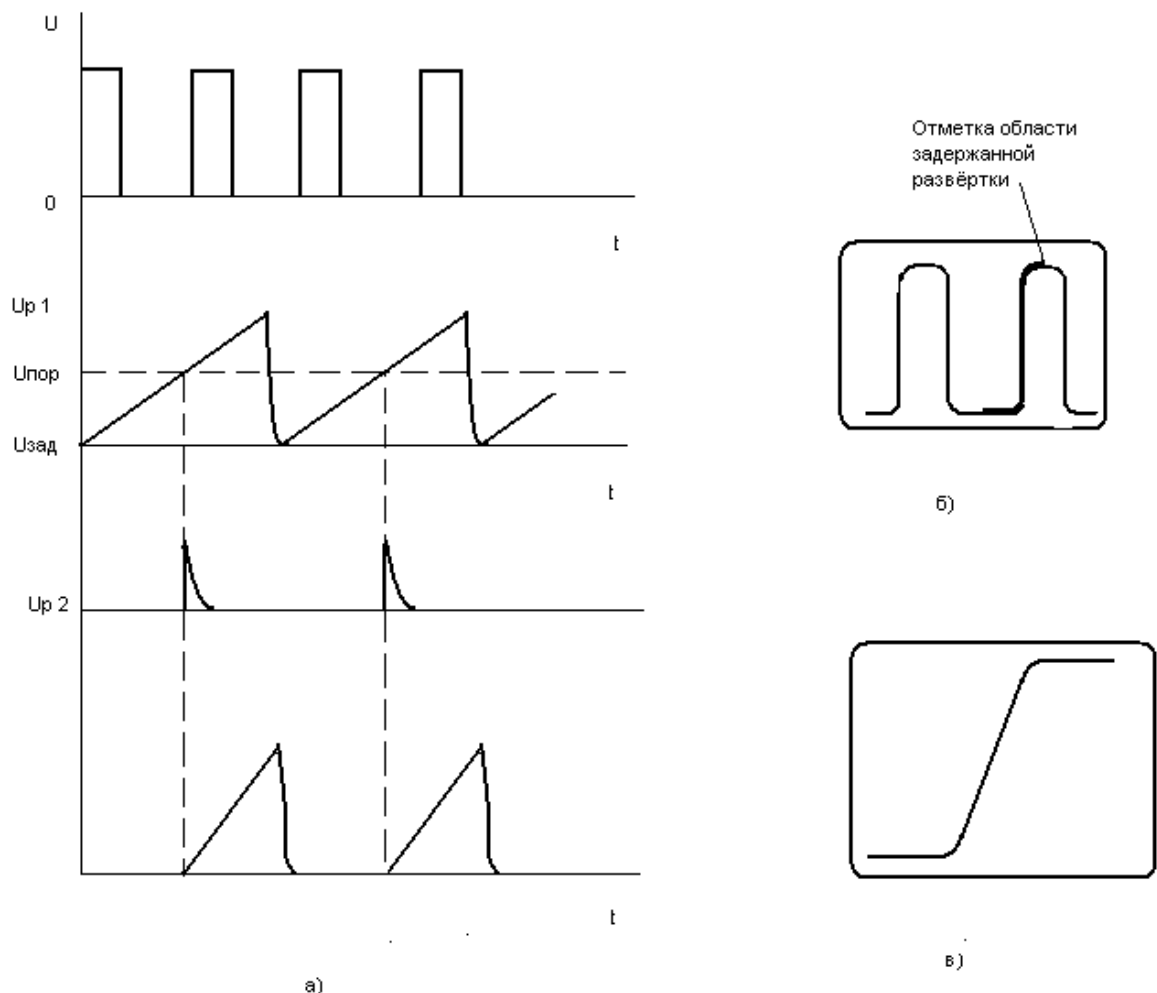 U
0
t
Up 1
Uпор
Uзад
t
Up 2
t
а)
Отметка области
задержанной
развёртки
б)
в)